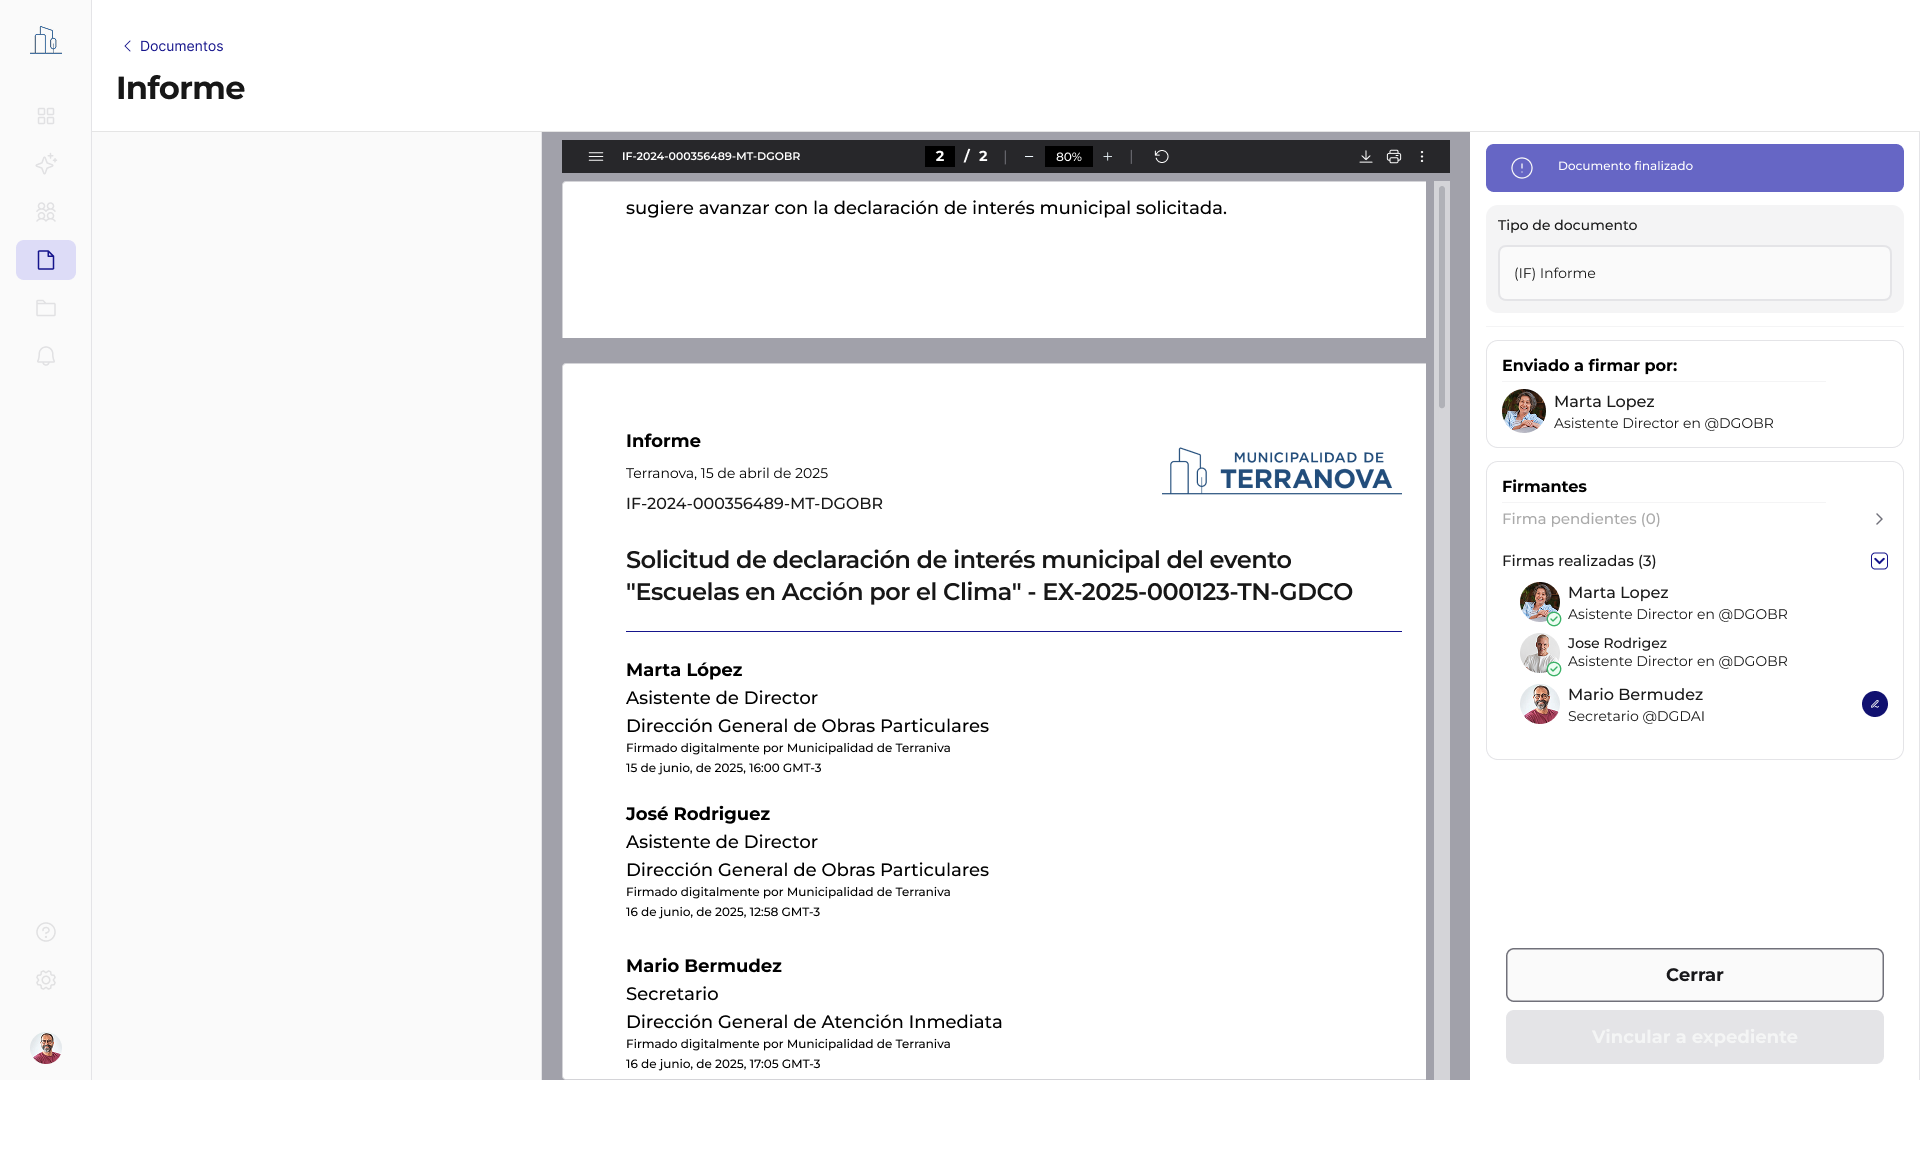 Documentos
Informe
IF-2024-000356489-MT-DGOBR
2 / 2
80%
sugiere avanzar con la declaración de interés municipal solicitada.
Informe
Terranova, 15 de abril de 2025
IF-2024-000356489-MT-DGOBR
MUNICIPALIDAD DE
TERRANOVA
Solicitud de declaración de interés municipal del evento
"Escuelas en Acción por el Clima" - EX-2025-000123-TN-GDCO
Marta López
Asistente de Director
Dirección General de Obras Particulares
Firmado digitalmente por Municipalidad de Terraniva
15 de junio, de 2025, 16:00 GMT-3
José Rodriguez
Asistente de Director
Dirección General de Obras Particulares
Firmado digitalmente por Municipalidad de Terraniva
16 de junio, de 2025, 12:58 GMT-3
Mario Bermudez
Secretario
Dirección General de Atención Inmediata
Firmado digitalmente por Municipalidad de Terraniva
16 de junio, de 2025, 17:05 GMT-3
Documento finalizado
Tipo de documento
(IF) Informe
Enviado a firmar por:
Marta Lopez
Asistente Director en @DGOBR
Firmantes
Firma pendientes (0)
Firmas realizadas (3)
Marta Lopez
Asistente Director en @DGOBR
Jose Rodrigez
Asistente Director en @DGOBR
Mario Bermudez
Secretario @DGDAI
Cerrar
Vincular a expediente